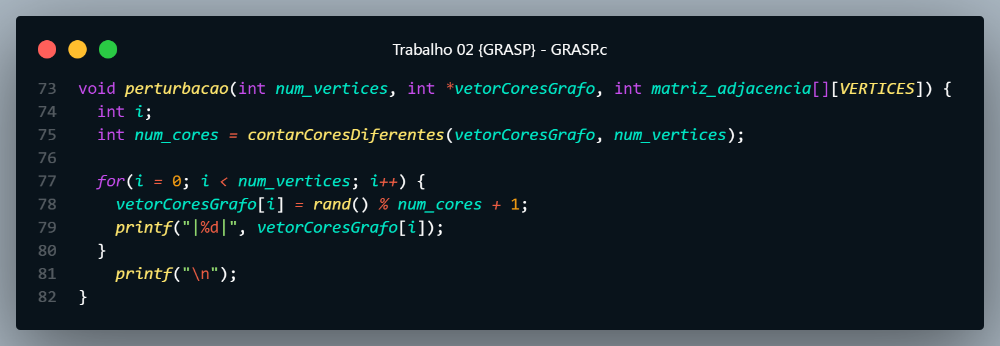 Trabalho 02 {GRASP} - GRASP.c
73 void perturbacao(int num_vertices, int *vetorCoresGrafo, int matriz_adjacencia[][VERTICES]) {
74   int i;
75   int num_cores = contarCoresDiferentes(vetorCoresGrafo, num_vertices);
76
77   for(i = 0; i < num_vertices; i++) {
78     vetorCoresGrafo[i] = rand() % num_cores + 1;
79     printf("|%d|", vetorCoresGrafo[i]);
80   }
81     printf("\n");
82 }